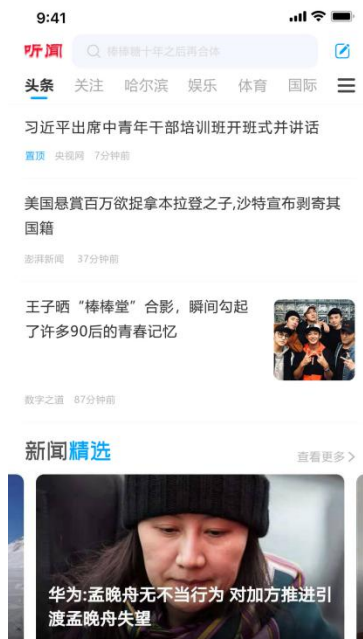 9:41
听闻
棒棒糖十年之后再合体
头条 关注 哈尔滨 娱乐 体育 国际
习近平出席中青年干部培训班开班式并讲话
置顶 央视网 7分钟前
美国悬賞百万欲捉拿本拉登之子,沙特宣布剥寄其
国籍
澎湃新闻 37分钟前
王子晒“棒棒堂”合影，瞬间勾起
了许多90后的青春记忆
数字之道 87分钟前
新闻精选
查看更多>
华为:孟晚舟无不当行为 对加方推进引
渡孟晚舟失望